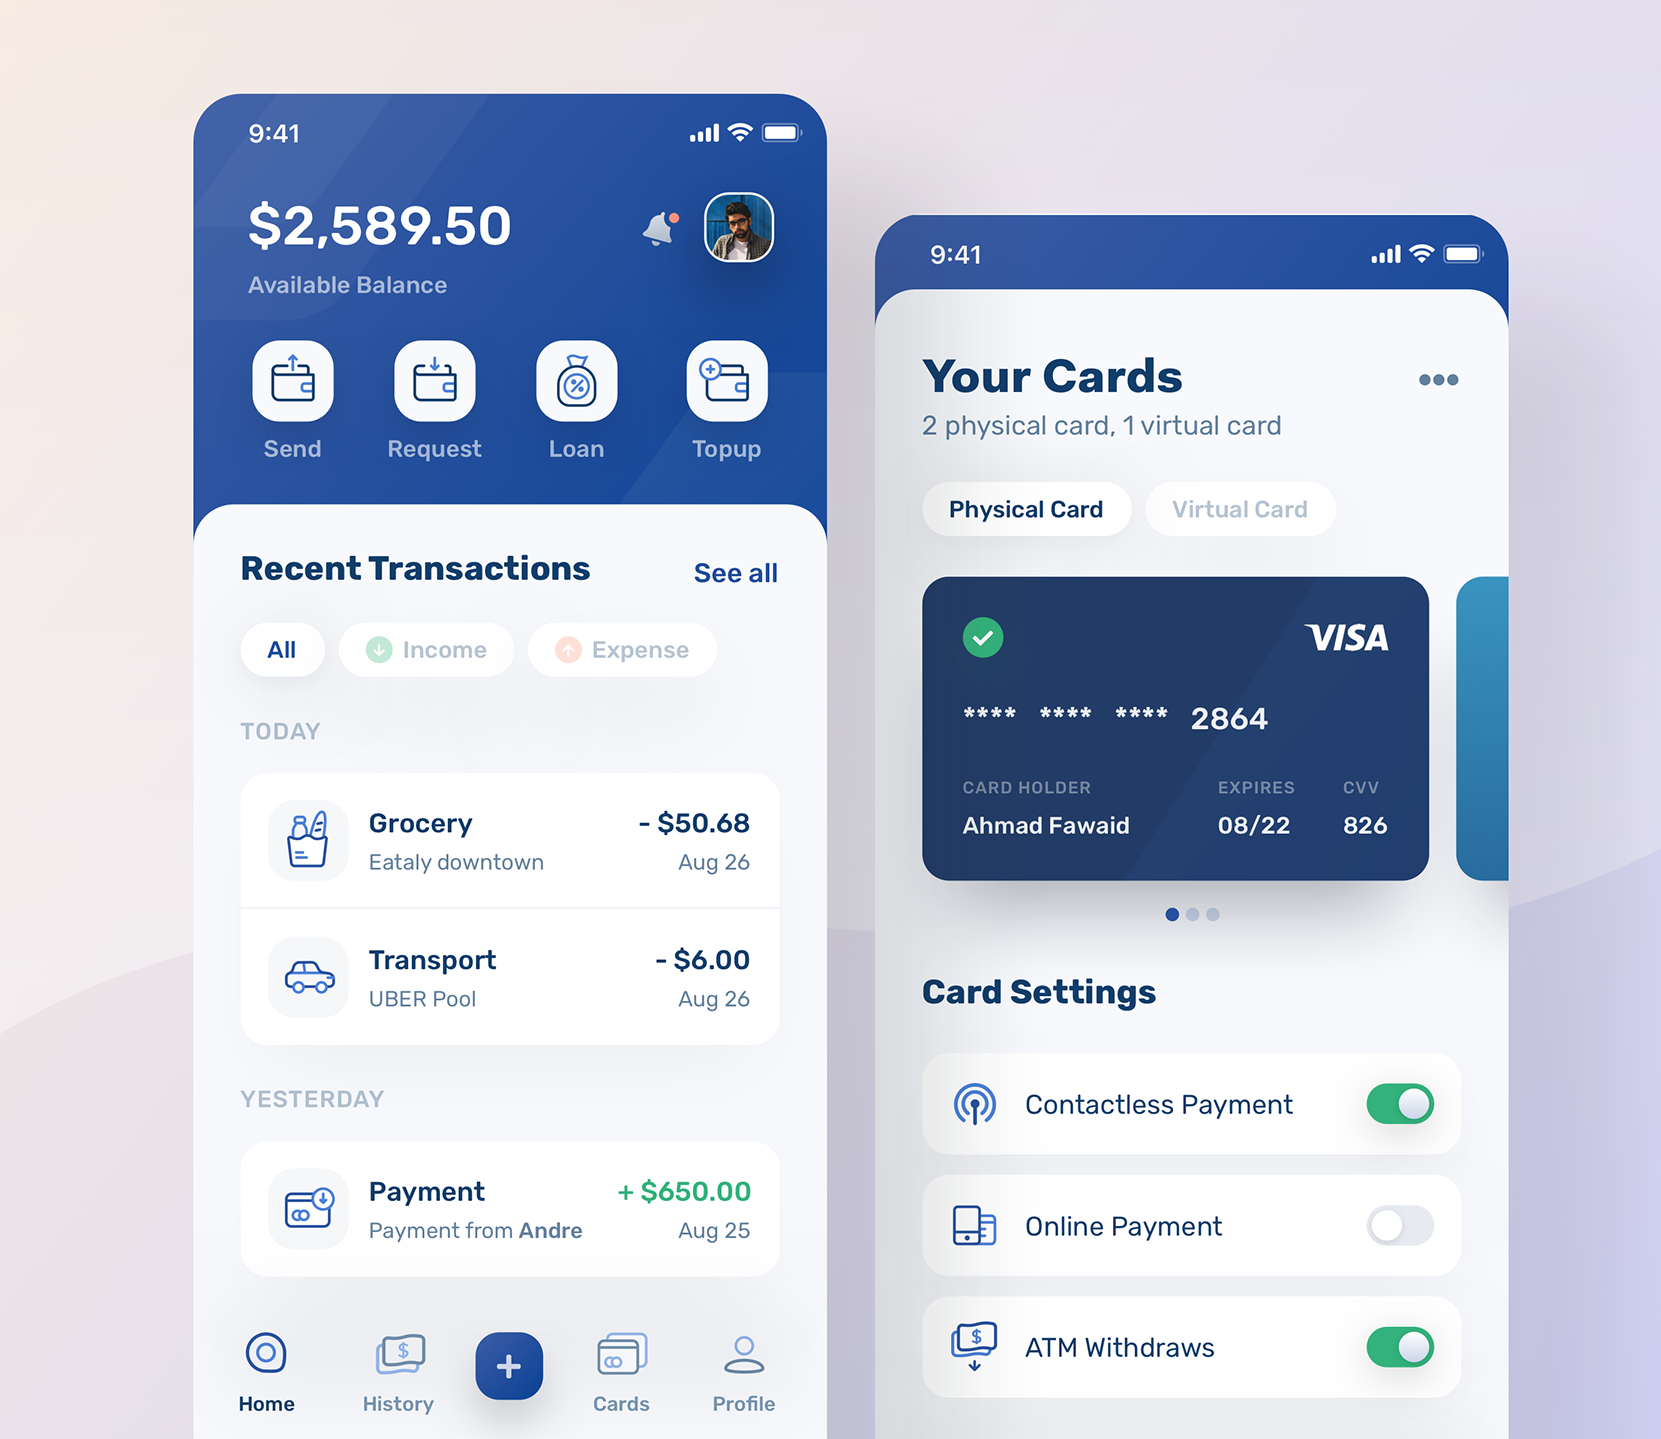 9:41
$2,589.50
Available Balance
Send Request Loan Topup
Recent Transactions See all
All Income Expense
TODAY
Grocery - $50.68
Eataly downtown Aug 26
Transport - $6.00
UBER Pool Aug 26
YESTERDAY
Payment + $650.00
Payment from Andre Aug 25
$
Home History + Cards Profile
9:41
Your Cards
2 physical card, 1 virtual card
Physical Card Virtual Card
VISA
**** **** **** 2864
CARD HOLDER EXPIRES CVV
Ahmad Fawaid 08/22 826
Card Settings
Contactless Payment
Online Payment
$ ATM Withdraws